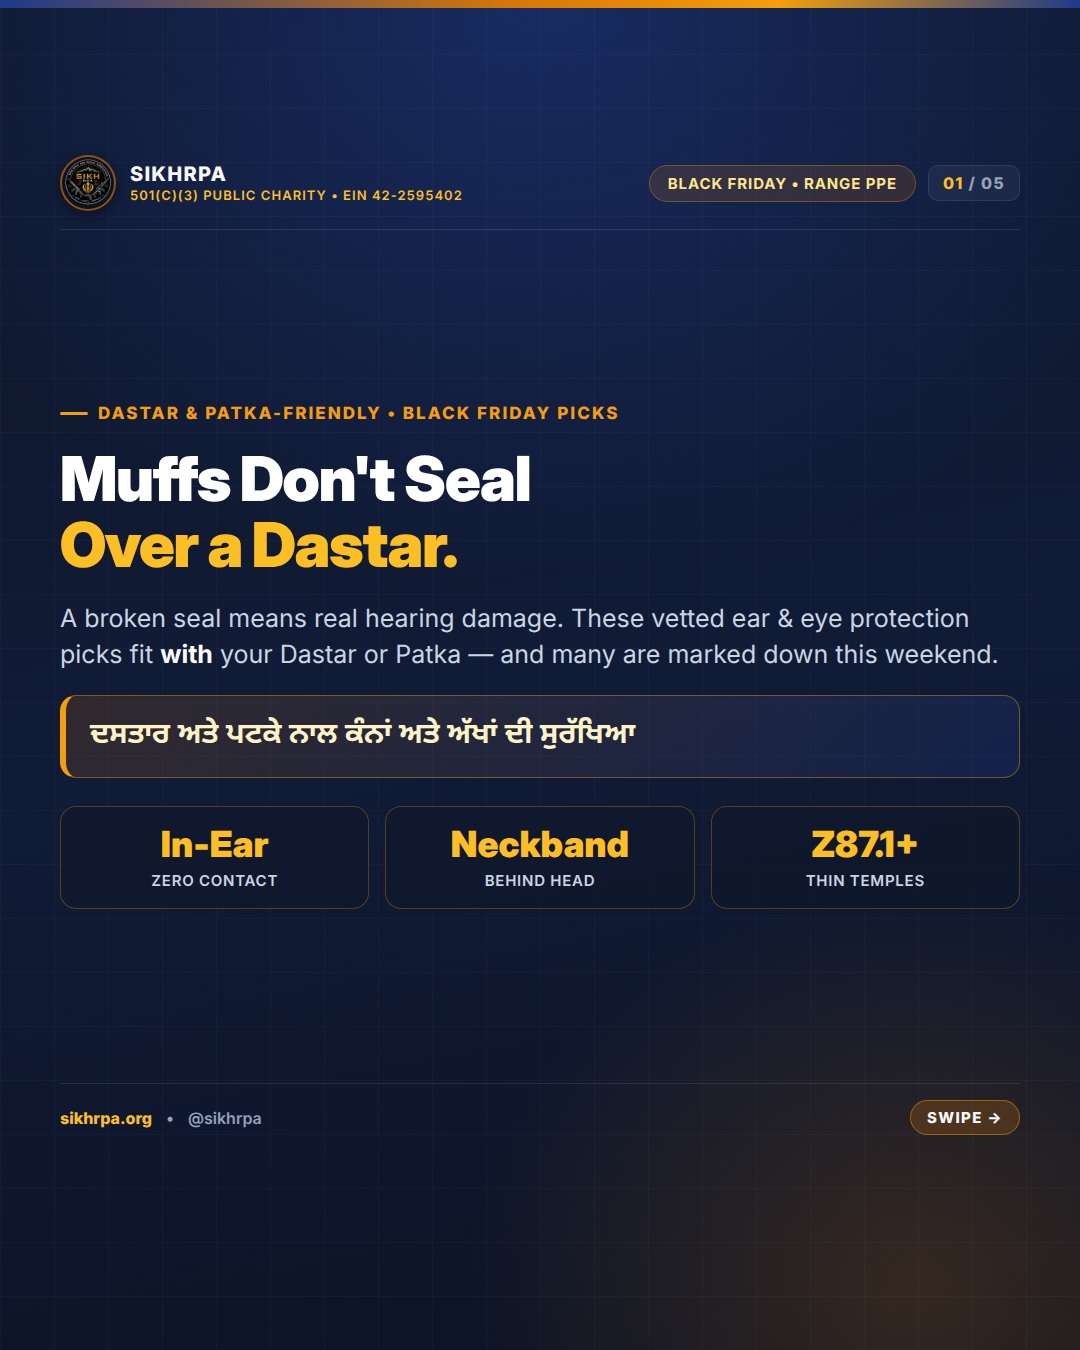 SIKH
SIKHRPA
501(C)(3) PUBLIC CHARITY • EIN 42-2595402
BLACK FRIDAY • RANGE PPE
01 / 05
DASTAR & PATKA-FRIENDLY • BLACK FRIDAY PICKS
Muffs Don't Seal
Over a Dastar.
A broken seal means real hearing damage. These vetted ear & eye protection
picks fit with your Dastar or Patka — and many are marked down this weekend.
ਦਸਤਾਰ ਅਤੇ ਪਟਕੇ ਨਾਲ ਕੰਨਾਂ ਅਤੇ ਅੱਖਾਂ ਦੀ ਸੁਰੱਖਿਆ
In-Ear
ZERO CONTACT
Neckband
BEHIND HEAD
Z87.1+
THIN TEMPLES
sikhrpa.org • @sikhrpa
SWIPE →